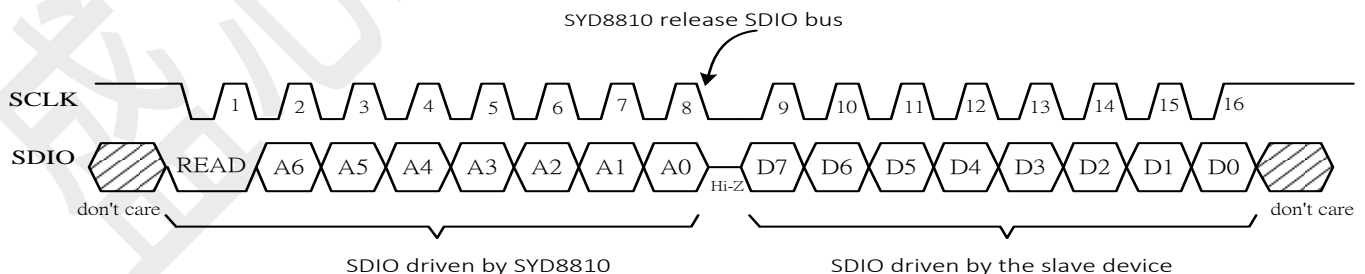 SYD8810 release SDIO bus
SCLK 1 2 3 4 5 6 7 8 9 10 11 12 13 14 15 16
SDIO READ A6 A5 A4 A3 A2 A1 A0 Hi-Z D7 D6 D5 D4 D3 D2 D1 D0
don't care don't care
SDIO driven by SYD8810 SDIO driven by the slave device